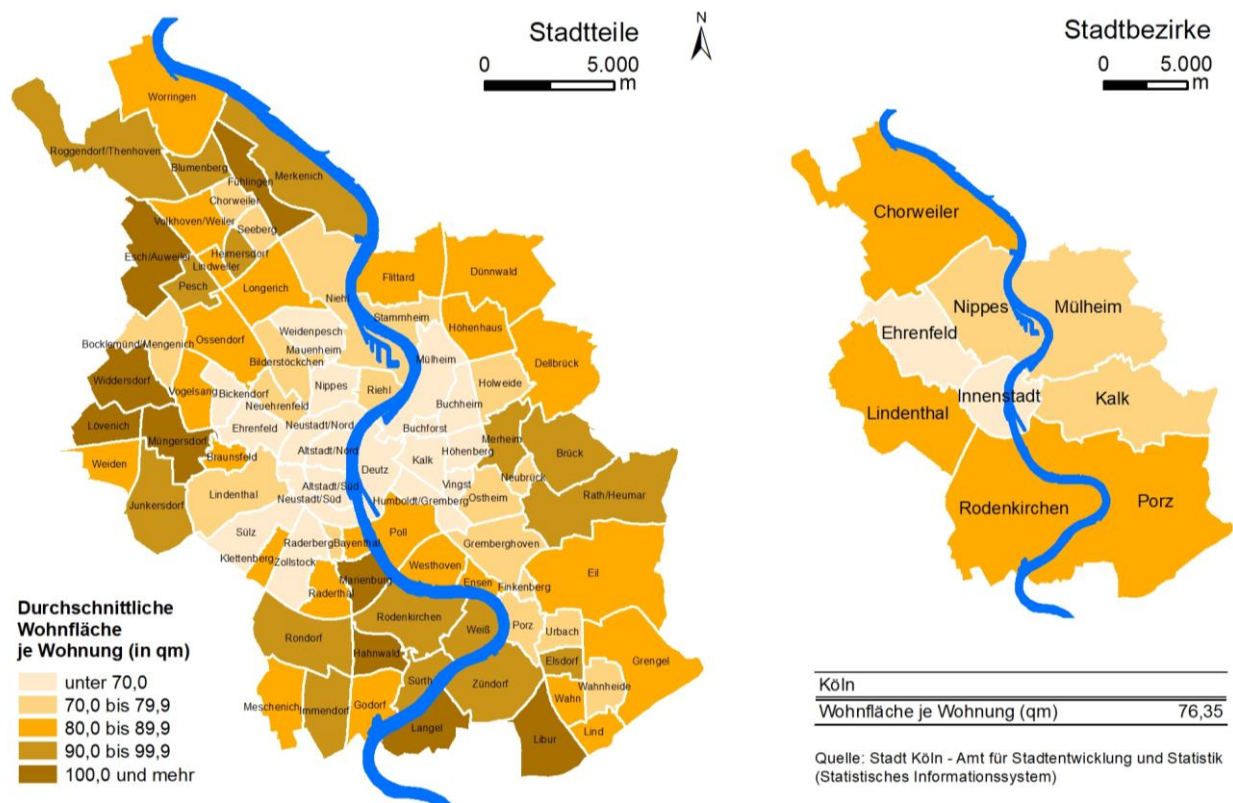 Stadtteile
0 5.000
m
N
Stadtbezirke
0 5.000
m
Worringen
Roggendorf/Thenhoven
Blumenberg
Fühlingen
Merkenich
Chorweiler
Volkhoven/Weiler
Seeberg
Heimersdorf
Esch/Auweiler
Lindweiler
Pesch
Longerich
Niehl
Flittard
Dünnwald
Stammheim
Höhenhaus
Weidenpesch
Ossendorf
Mauenheim
Bocklemünd/Mengenich
Bilderstöckchen
Mülheim
Dellbrück
Widdersdorf
Vogelsang
Bickendorf
Nippes
Riehl
Holweide
Neuehrenfeld
Buchheim
Lövenich
Ehrenfeld
Neustadt/Nord
Buchforst
Müngersdorf
Merheim
Brück
Weiden
Braunsfeld
Altstadt/Nord
Höhenberg
Deutz
Kalk
Neubrück
Junkersdorf
Lindenthal
Altstadt/Süd
Neustadt/Süd
Vingst
Ostheim
Rath/Heumar
Humboldt/Gremberg
Sülz
Raderberg
Bayenthal
Poll
Gremberghoven
Klettenberg
Zollstock
Marienburg
Westhoven
Raderthal
Ensen
Finkenberg
Eil
Rodenkirchen
Rondorf
Weiß
Porz
Urbach
Hahnwald
Elsdorf
Grengel
Sürth
Zündorf
Wahnheide
Meschenich
Immendorf
Godorf
Wahn
Langel
Libur
Lind
Durchschnittliche
Wohnfläche
je Wohnung (in qm)
unter 70,0
70,0 bis 79,9
80,0 bis 89,9
90,0 bis 99,9
100,0 und mehr
Chorweiler
Nippes
Mülheim
Ehrenfeld
Innenstadt
Kalk
Lindenthal
Rodenkirchen
Porz
Köln
Wohnfläche je Wohnung (qm) 76,35
Quelle: Stadt Köln - Amt für Stadtentwicklung und Statistik
(Statistisches Informationssystem)